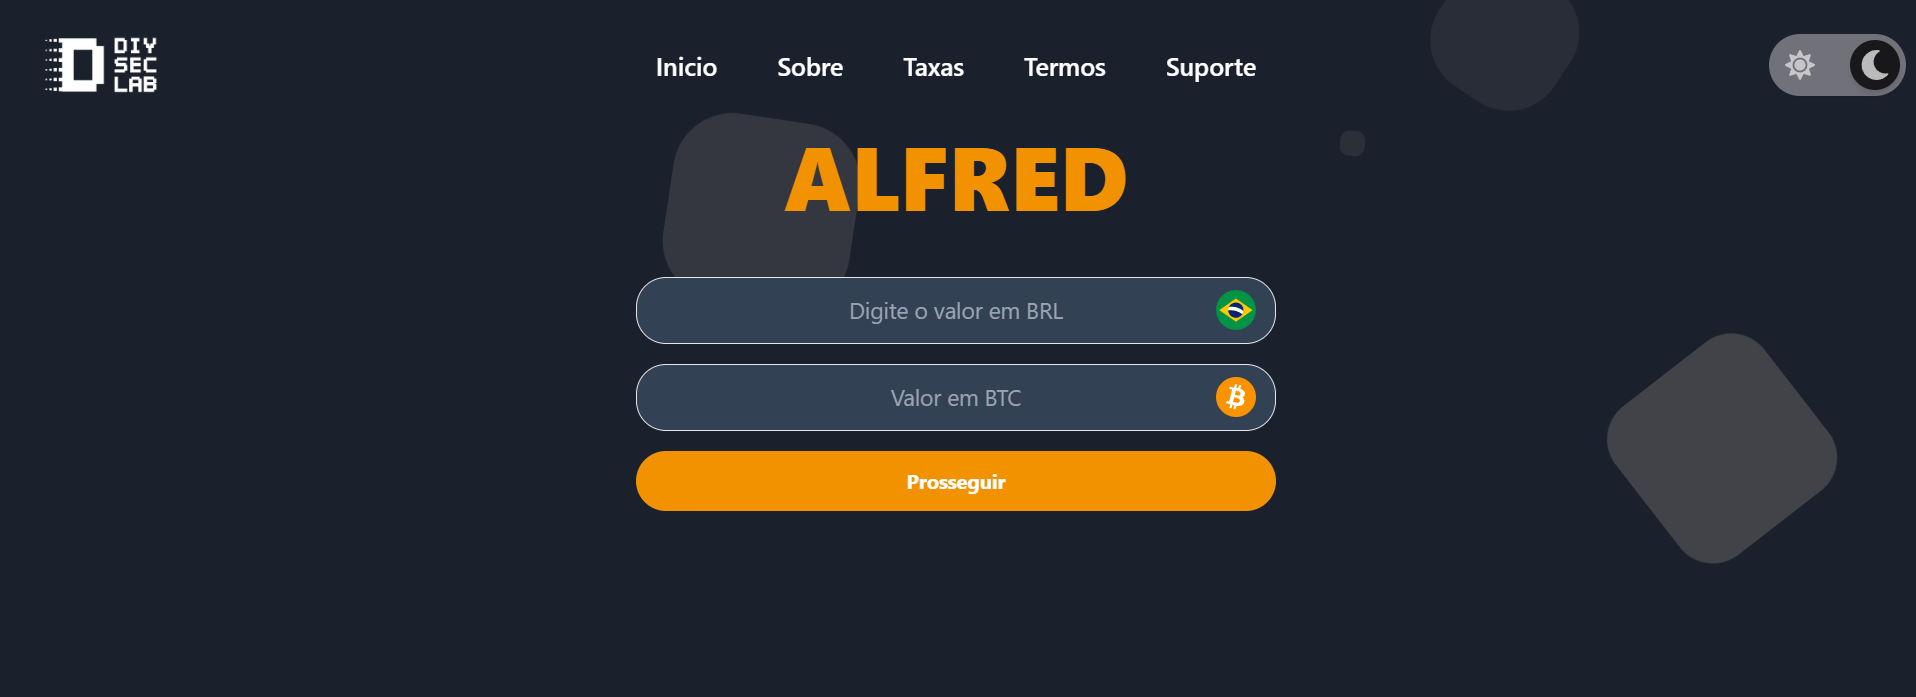 DIY
SEC
LAB
Inicio
Sobre
Taxas
Termos
Suporte
ALFRED
Digite o valor em BRL
Valor em BTC
Prosseguir